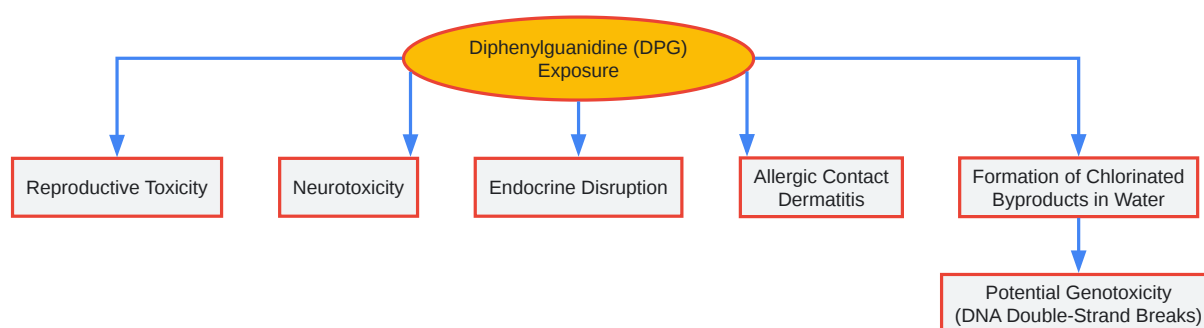 Diphenylguanidine (DPG)
Exposure
Reproductive Toxicity
Neurotoxicity
Endocrine Disruption
Allergic Contact
Dermatitis
Formation of Chlorinated
Byproducts in Water
Potential Genotoxicity
(DNA Double-Strand Breaks)